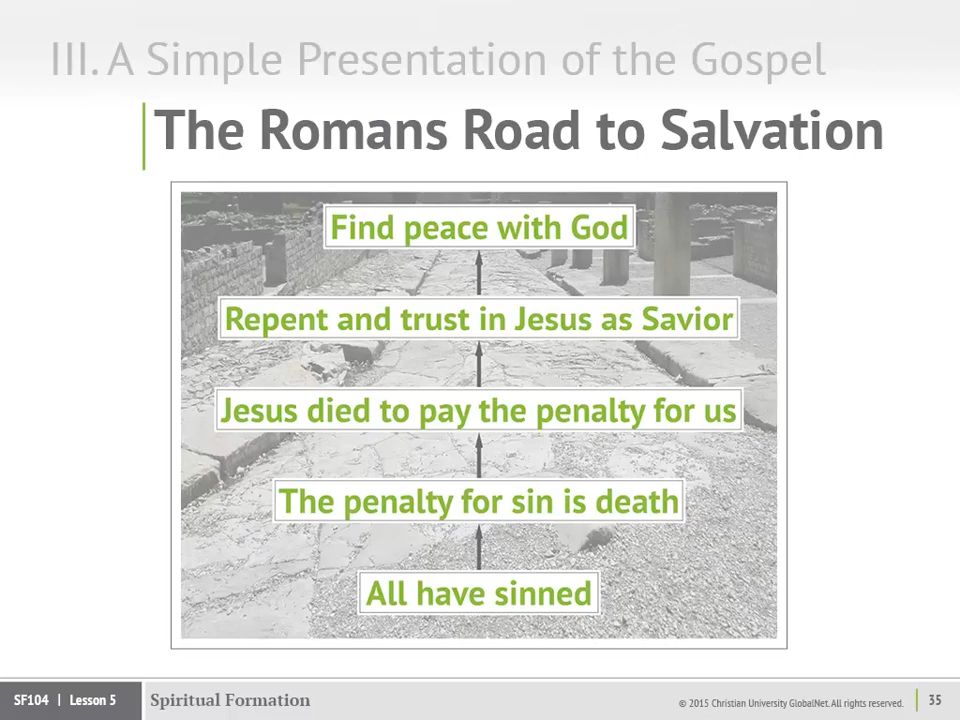 III. A Simple Presentation of the Gospel
The Romans Road to Salvation
Find peace with God
Repent and trust in Jesus as Savior
Jesus died to pay the penalty for us
The penalty for sin is death
All have sinned
SF104 | Lesson 5 Spiritual Formation © 2015 Christian University GlobalNet. All rights reserved. 35